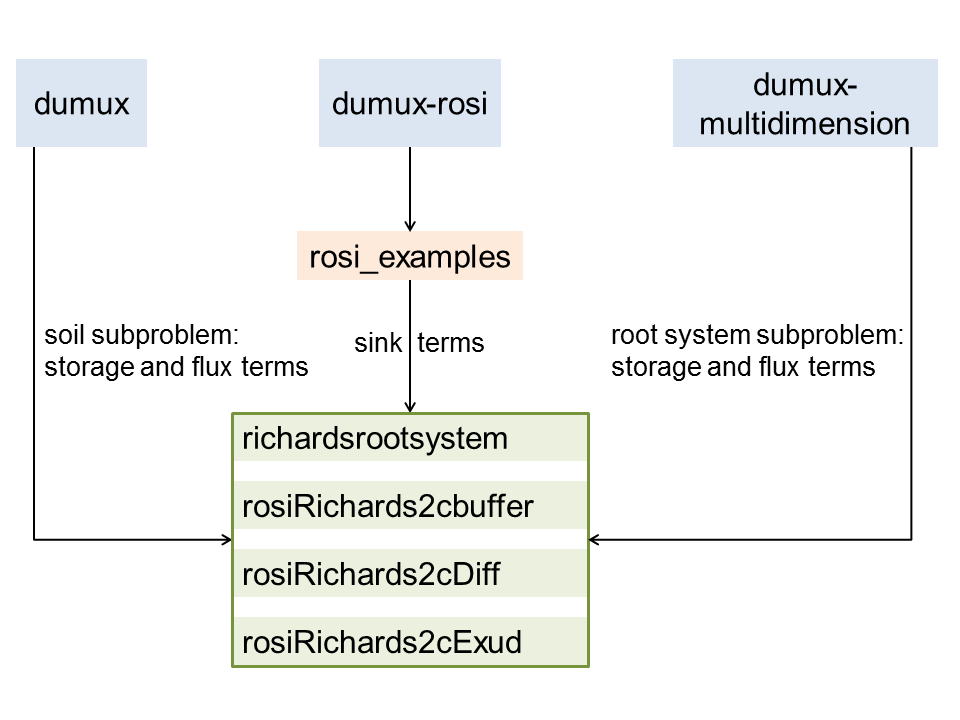 dumux
dumux-rosi
dumux-
multidimension
rosi_examples
soil subproblem:
storage and flux terms
sink terms
root system subproblem:
storage and flux terms
richardsrootsystem
rosiRichards2cbuffer
rosiRichards2cDiff
rosiRichards2cExud